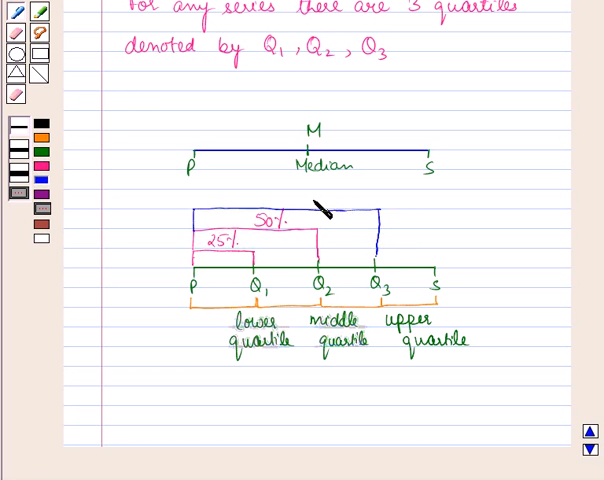 For any series there are 3 quartiles
denoted by Q1, Q2, Q3
M
P Median S
50%
25%
P Q1 Q2 Q3 S
lower middle upper
quartile quartile quartile